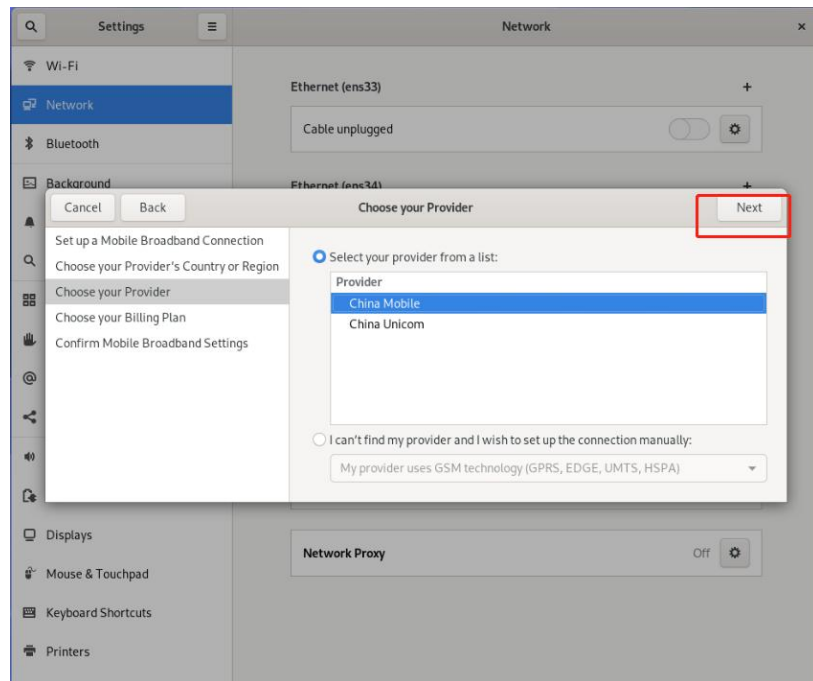 Settings
Network
Wi-Fi
Network
Bluetooth
Background
Ethernet (ens33)
Cable unplugged
Ethernet (ens34)
Cancel
Back
Choose your Provider
Next
Set up a Mobile Broadband Connection
Choose your Provider's Country or Region
Choose your Provider
Choose your Billing Plan
Confirm Mobile Broadband Settings
Select your provider from a list:
Provider
China Mobile
China Unicom
I can't find my provider and I wish to set up the connection manually:
My provider uses GSM technology (GPRS, EDGE, UMTS, HSPA)
Displays
Mouse & Touchpad
Keyboard Shortcuts
Printers
Network Proxy
Off